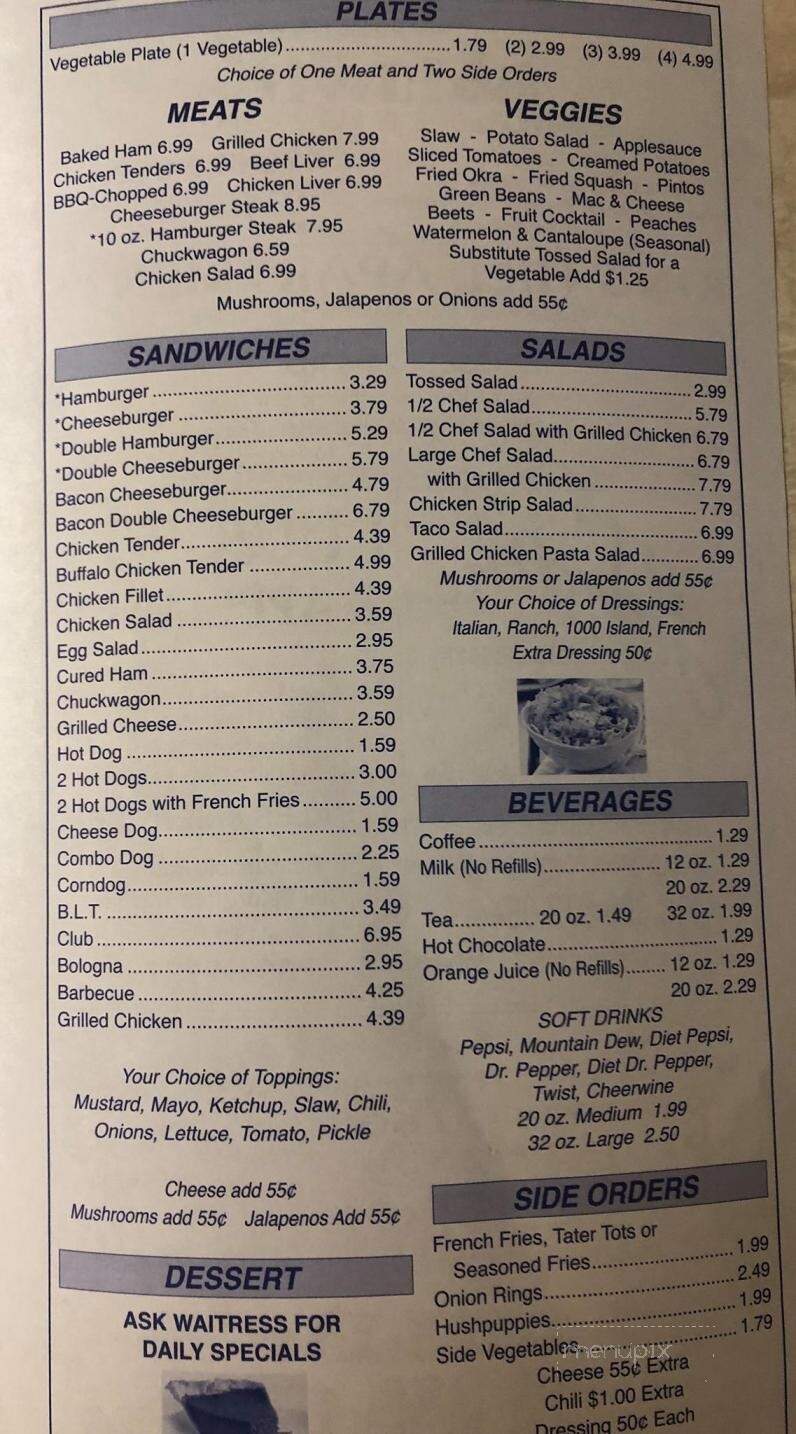 PLATES
Vegetable Plate (1 Vegetable)..................................1.79 (2) 2.99 (3) 3.99 (4) 4.99
Choice of One Meat and Two Side Orders
MEATS
Baked Ham 6.99 Grilled Chicken 7.99
Chicken Tenders 6.99 Beef Liver 6.99
BBQ-Chopped 6.99 Chicken Liver 6.99
Cheeseburger Steak 8.95
*10 oz. Hamburger Steak 7.95
Chuckwagon 6.59
Chicken Salad 6.99
VEGGIES
Slaw - Potato Salad - Applesauce
Sliced Tomatoes - Creamed Potatoes
Fried Okra - Fried Squash - Pintos
Green Beans - Mac & Cheese
Beets - Fruit Cocktail - Peaches
Watermelon & Cantaloupe (Seasonal)
Substitute Tossed Salad for a
Vegetable Add $1.25
Mushrooms, Jalapenos or Onions add 55¢
SANDWICHES
*Hamburger ................................... 3.29
*Cheeseburger .............................. 3.79
*Double Hamburger........................ 5.29
*Double Cheeseburger.................... 5.79
Bacon Cheeseburger...................... 4.79
Bacon Double Cheeseburger .......... 6.79
Chicken Tender............................... 4.39
Buffalo Chicken Tender .................. 4.99
Chicken Fillet................................... 4.39
Chicken Salad ................................ 3.59
Egg Salad....................................... 2.95
Cured Ham ..................................... 3.75
Chuckwagon................................... 3.59
Grilled Cheese................................ 2.50
Hot Dog .......................................... 1.59
2 Hot Dogs...................................... 3.00
2 Hot Dogs with French Fries.......... 5.00
Cheese Dog.................................... 1.59
Combo Dog .................................... 2.25
Corndog.......................................... 1.59
B.L.T. .............................................. 3.49
Club ................................................ 6.95
Bologna .......................................... 2.95
Barbecue ........................................ 4.25
Grilled Chicken ................................ 4.39
Your Choice of Toppings:
Mustard, Mayo, Ketchup, Slaw, Chili,
Onions, Lettuce, Tomato, Pickle
Cheese add 55¢
Mushrooms add 55¢ Jalapenos Add 55¢
DESSERT
ASK WAITRESS FOR
DAILY SPECIALS
SALADS
Tossed Salad............................... 2.99
1/2 Chef Salad............................. 5.79
1/2 Chef Salad with Grilled Chicken 6.79
Large Chef Salad.......................... 6.79
with Grilled Chicken ................... 7.79
Chicken Strip Salad...................... 7.79
Taco Salad................................... 6.99
Grilled Chicken Pasta Salad........... 6.99
Mushrooms or Jalapenos add 55¢
Your Choice of Dressings:
Italian, Ranch, 1000 Island, French
Extra Dressing 50¢
BEVERAGES
Coffee .......................................... 1.29
Milk (No Refills)...................... 12 oz. 1.29
20 oz. 2.29
Tea............... 20 oz. 1.49 32 oz. 1.99
Hot Chocolate................................ 1.29
Orange Juice (No Refills)........ 12 oz. 1.29
20 oz. 2.29
SOFT DRINKS
Pepsi, Mountain Dew, Diet Pepsi,
Dr. Pepper, Diet Dr. Pepper,
Twist, Cheerwine
20 oz. Medium 1.99
32 oz. Large 2.50
SIDE ORDERS
French Fries, Tater Tots or
Seasoned Fries.......................... 1.99
Onion Rings................................... 2.49
Hushpuppies.................................. 1.99
Side Vegetables............................. 1.79
menupix
Cheese 55¢ Extra
Chili $1.00 Extra
Dressing 50¢ Each